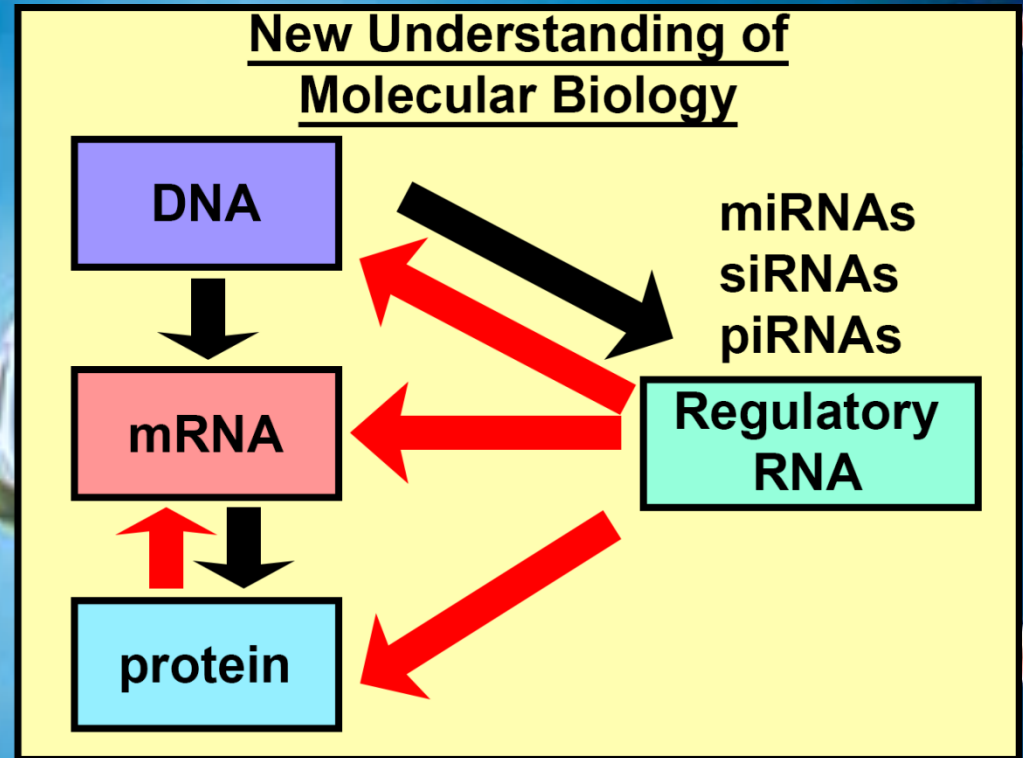 New Understanding of
Molecular Biology
DNA
miRNAs
siRNAs
piRNAs
mRNA
Regulatory
RNA
protein